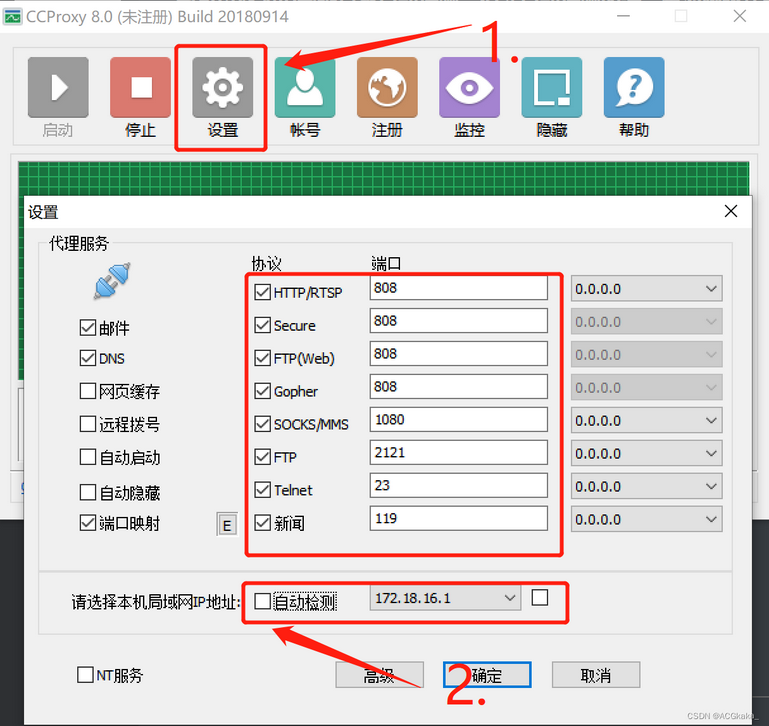 CCProxy 8.0 (未注册) Build 20180914
1.
启动 停止 设置 帐号 注册 监控 隐藏 帮助
设置
代理服务
协议 端口
HTTP/RTSP 808 0.0.0.0
邮件 Secure 808 0.0.0.0
DNS FTP(Web) 808 0.0.0.0
网页缓存 Gopher 808 0.0.0.0
远程拨号 SOCKS/MMS 1080 0.0.0.0
自动启动 FTP 2121 0.0.0.0
自动隐藏 Telnet 23 0.0.0.0
端口映射 E 新闻 119 0.0.0.0
请选择本机局域网IP地址: 自动检测 172.18.16.1
NT服务 高级 确定 取消
2.